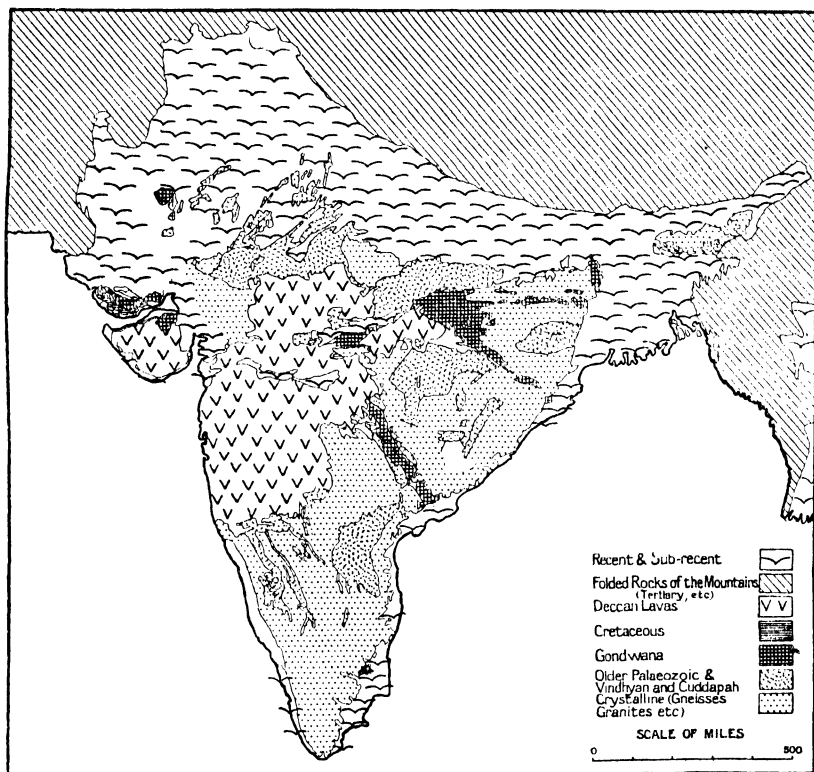 Recent & Sub-recent
Folded Rocks of the Mountains
(Tertiary, etc)
Deccan Lavas
Cretaceous
Gondwana
Older Palaeozoic &
Vindhyan and Cuddapah
Crystalline (Gneisses
Granites etc)
SCALE OF MILES
0 500